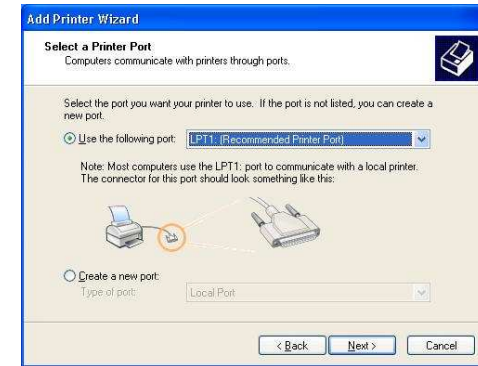 Add Printer Wizard
Select a Printer Port
Computers communicate with printers through ports.
Select the port you want your printer to use. If the port is not listed, you can create a
new port.
Use the following port: LPT1: (Recommended Printer Port)
Note: Most computers use the LPT1: port to communicate with a local printer.
The connector for this port should look something like this:
Create a new port:
Type of port: Local Port
< Back Next > Cancel